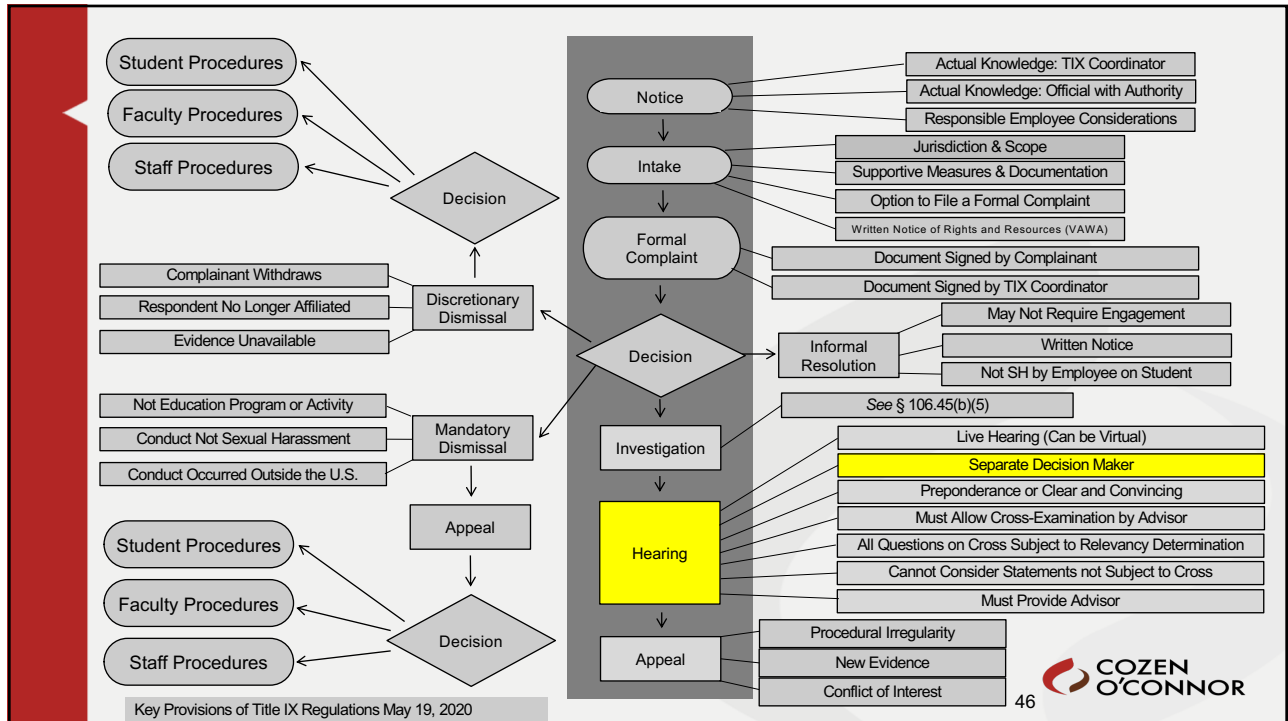 Student Procedures
Faculty Procedures
Staff Procedures
Decision
Complainant Withdraws
Respondent No Longer Affiliated
Evidence Unavailable
Discretionary
Dismissal
Not Education Program or Activity
Conduct Not Sexual Harassment
Conduct Occurred Outside the U.S.
Mandatory
Dismissal
Appeal
Student Procedures
Faculty Procedures
Staff Procedures
Decision
Key Provisions of Title IX Regulations May 19, 2020
Notice
Actual Knowledge: TIX Coordinator
Actual Knowledge: Official with Authority
Responsible Employee Considerations
Intake
Jurisdiction & Scope
Supportive Measures & Documentation
Option to File a Formal Complaint
Written Notice of Rights and Resources (VAWA)
Formal
Complaint
Document Signed by Complainant
Document Signed by TIX Coordinator
Decision
Informal
Resolution
May Not Require Engagement
Written Notice
Not SH by Employee on Student
Investigation
See § 106.45(b)(5)
Hearing
Live Hearing (Can be Virtual)
Separate Decision Maker
Preponderance or Clear and Convincing
Must Allow Cross-Examination by Advisor
All Questions on Cross Subject to Relevancy Determination
Cannot Consider Statements not Subject to Cross
Must Provide Advisor
Appeal
Procedural Irregularity
New Evidence
Conflict of Interest
46
COZEN
O'CONNOR